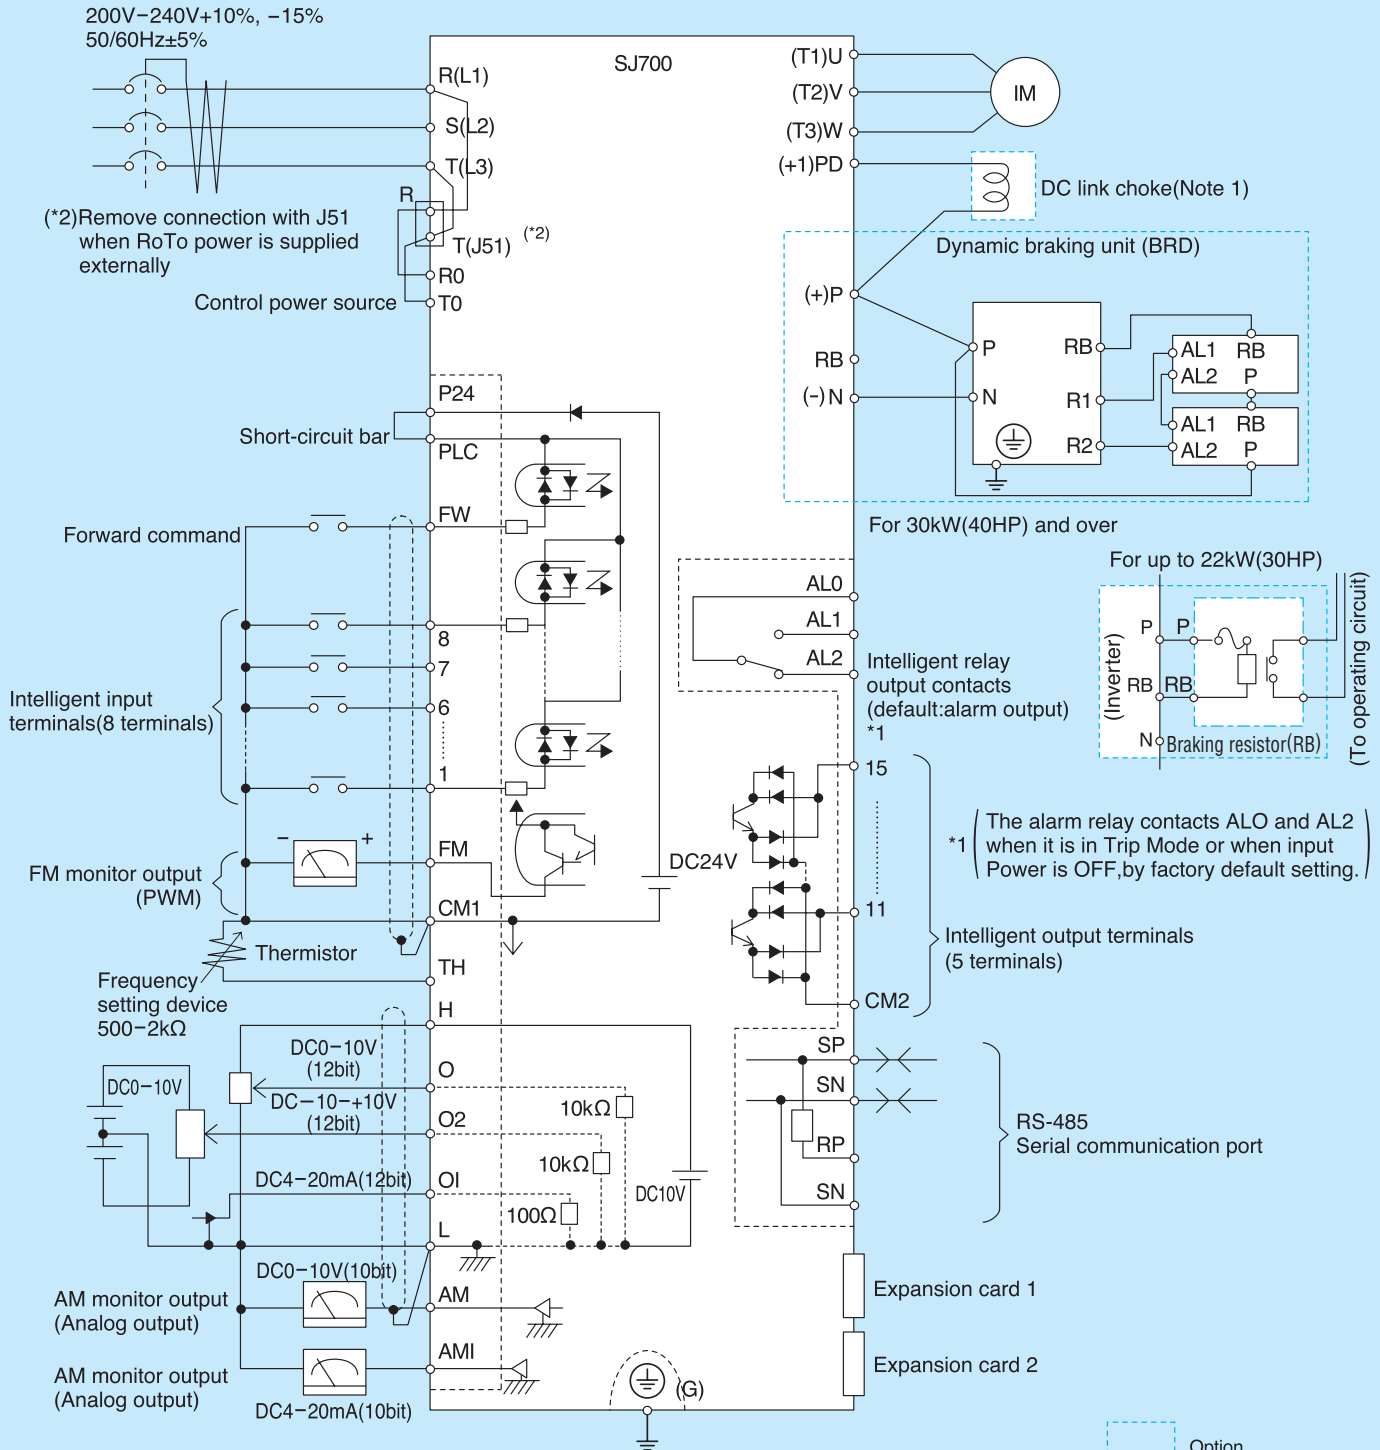 200V−240V+10%, −15%
50/60Hz±5%
SJ700
R(L1)
S(L2)
T(L3)
R
T(J51)
(*2)
R0
T0
(*2)Remove connection with J51
when RoTo power is supplied
externally
Control power source
(T1)U
(T2)V
(T3)W
IM
(+1)PD
DC link choke(Note 1)
Dynamic braking unit (BRD)
(+)P
RB
(-)N
P
N
RB
R1
R2
AL1 RB
AL2 P
AL1 RB
AL2 P
For 30kW(40HP) and over
P24
Short-circuit bar
PLC
FW
Forward command
8
7
6
1
Intelligent input
terminals(8 terminals)
− +
FM
FM monitor output
(PWM)
DC24V
CM1
Thermistor
TH
Frequency
setting device
500−2kΩ
H
DC0−10V
(12bit)
O
DC0−10V
DC−10−+10V
(12bit)
O2
10kΩ
10kΩ
DC4−20mA(12bit)
OI
100Ω
DC10V
L
DC0−10V(10bit)
AM
AM monitor output
(Analog output)
AMI
AM monitor output
(Analog output)
DC4−20mA(10bit)
(G)
AL0
AL1
AL2
Intelligent relay
output contacts
(default:alarm output)
*1
For up to 22kW(30HP)
(Inverter)
P
P
RB
RB
N
Braking resistor(RB)
(To operating circuit)
*1
The alarm relay contacts ALO and AL2
when it is in Trip Mode or when input
Power is OFF,by factory default setting.
15
11
Intelligent output terminals
(5 terminals)
CM2
SP
SN
RP
SN
RS-485
Serial communication port
Expansion card 1
Expansion card 2
Option